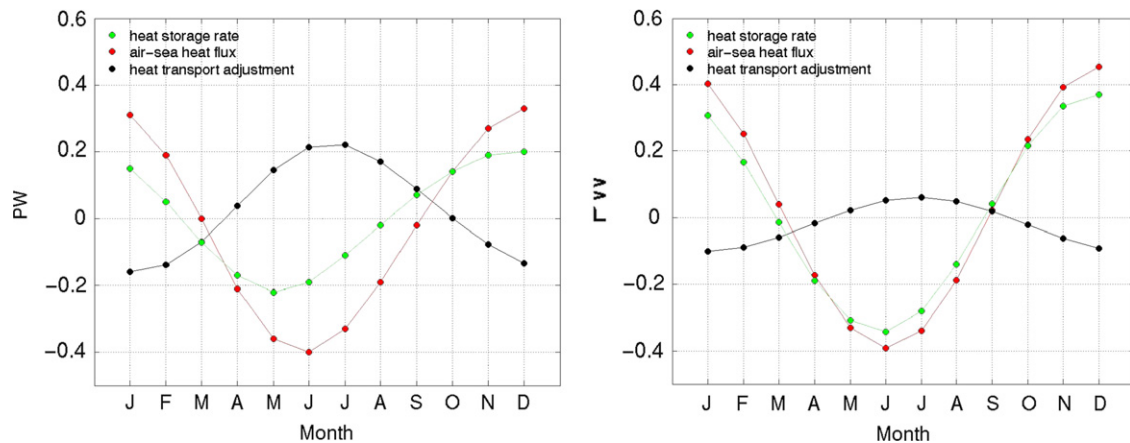 0.6
heat storage rate
air-sea heat flux
heat transport adjustment
0.4
0.2
0
−0.2
−0.4
PW
J F M A M J J A S O N D
Month
0.6
heat storage rate
air-sea heat flux
heat transport adjustment
0.4
0.2
0
−0.2
−0.4
J F M A M J J A S O N D
Month